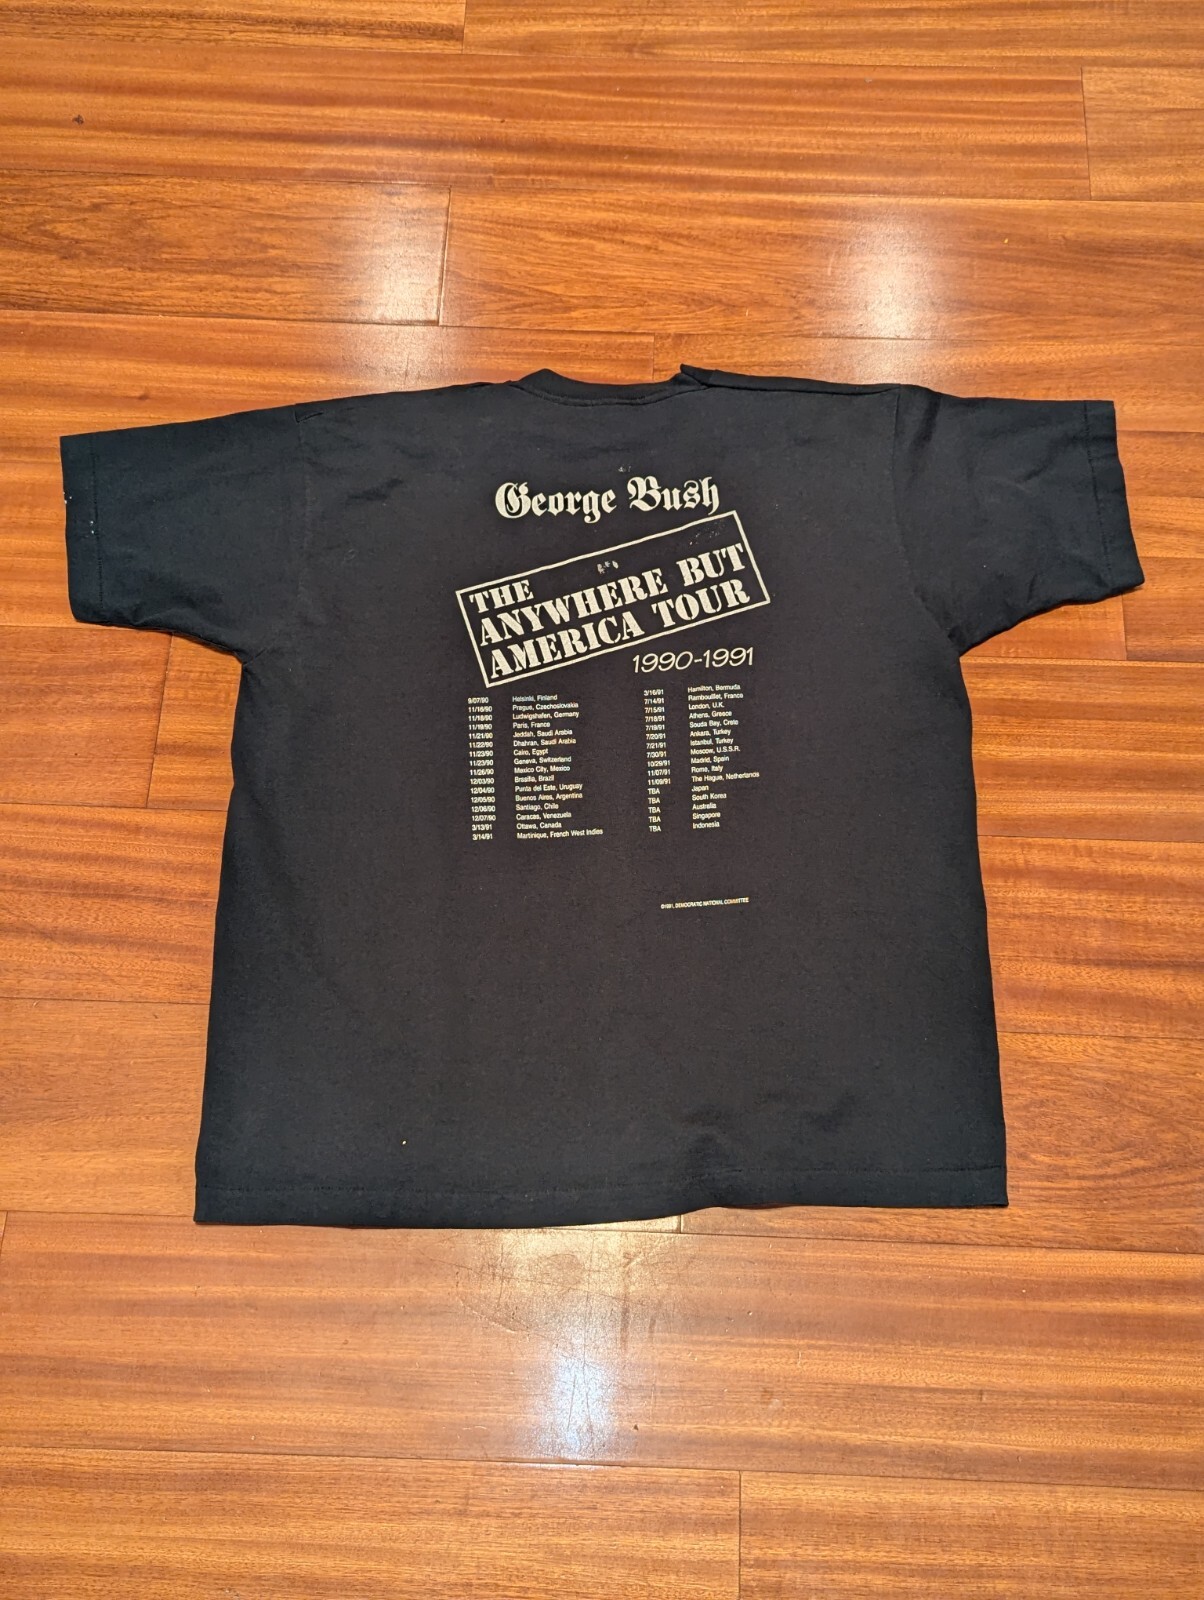 George Bush
THE
ANYWHERE BUT
AMERICA TOUR
1990-1991
9/07/90 Helsinki, Finland
11/16/90 Prague, Czechoslovakia
11/18/90 Ludwigshafen, Germany
11/19/90 Paris, France
11/21/90 Jeddah, Saudi Arabia
11/22/90 Dhahran, Saudi Arabia
11/23/90 Cairo, Egypt
11/23/90 Geneva, Switzerland
11/26/90 Mexico City, Mexico
12/03/90 Brasilia, Brazil
12/04/90 Punta del Este, Uruguay
12/05/90 Buenos Aires, Argentina
12/06/90 Santiago, Chile
12/07/90 Caracas, Venezuela
3/13/91 Ottawa, Canada
3/14/91 Martinique, French West Indies
3/16/91 Hamilton, Bermuda
7/14/91 Rambouillet, France
7/15/91 London, U.K.
7/18/91 Athens, Greece
7/19/91 Souda Bay, Crete
7/20/91 Ankara, Turkey
7/21/91 Istanbul, Turkey
7/30/91 Moscow, U.S.S.R.
10/29/91 Madrid, Spain
11/07/91 Rome, Italy
11/09/91 The Hague, Netherlands
TBA Japan
TBA South Korea
TBA Australia
TBA Singapore
TBA Indonesia
©1991, DEMOCRATIC NATIONAL COMMITTEE